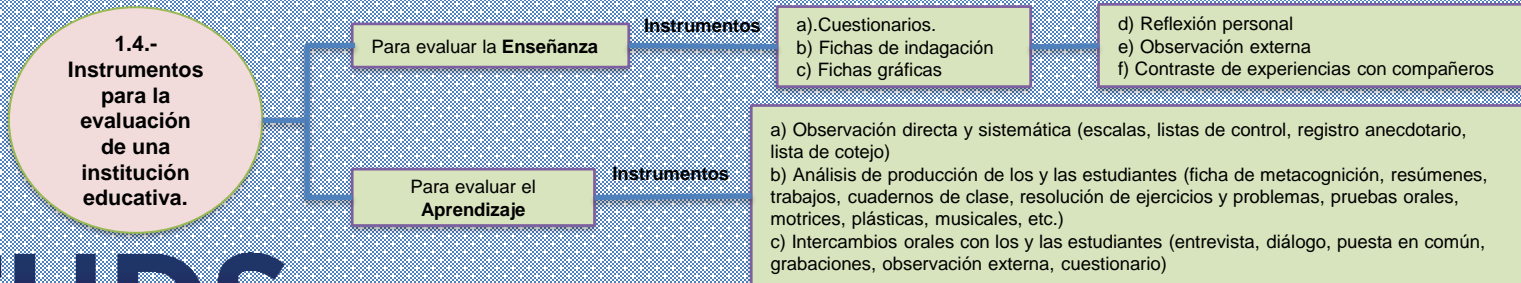 1.4.-
Instrumentos
para la
evaluación
de una
institución
educativa.
Para evaluar la Enseñanza
Instrumentos
a).Cuestionarios.
b) Fichas de indagación
c) Fichas gráficas
d) Reflexión personal
e) Observación externa
f) Contraste de experiencias con compañeros
Para evaluar el
Aprendizaje
Instrumentos
a) Observación directa y sistemática (escalas, listas de control, registro anecdotario,
lista de cotejo)
b) Análisis de producción de los y las estudiantes (ficha de metacognición, resúmenes,
trabajos, cuadernos de clase, resolución de ejercicios y problemas, pruebas orales,
motrices, plásticas, musicales, etc.)
c) Intercambios orales con los y las estudiantes (entrevista, diálogo, puesta en común,
grabaciones, observación externa, cuestionario)